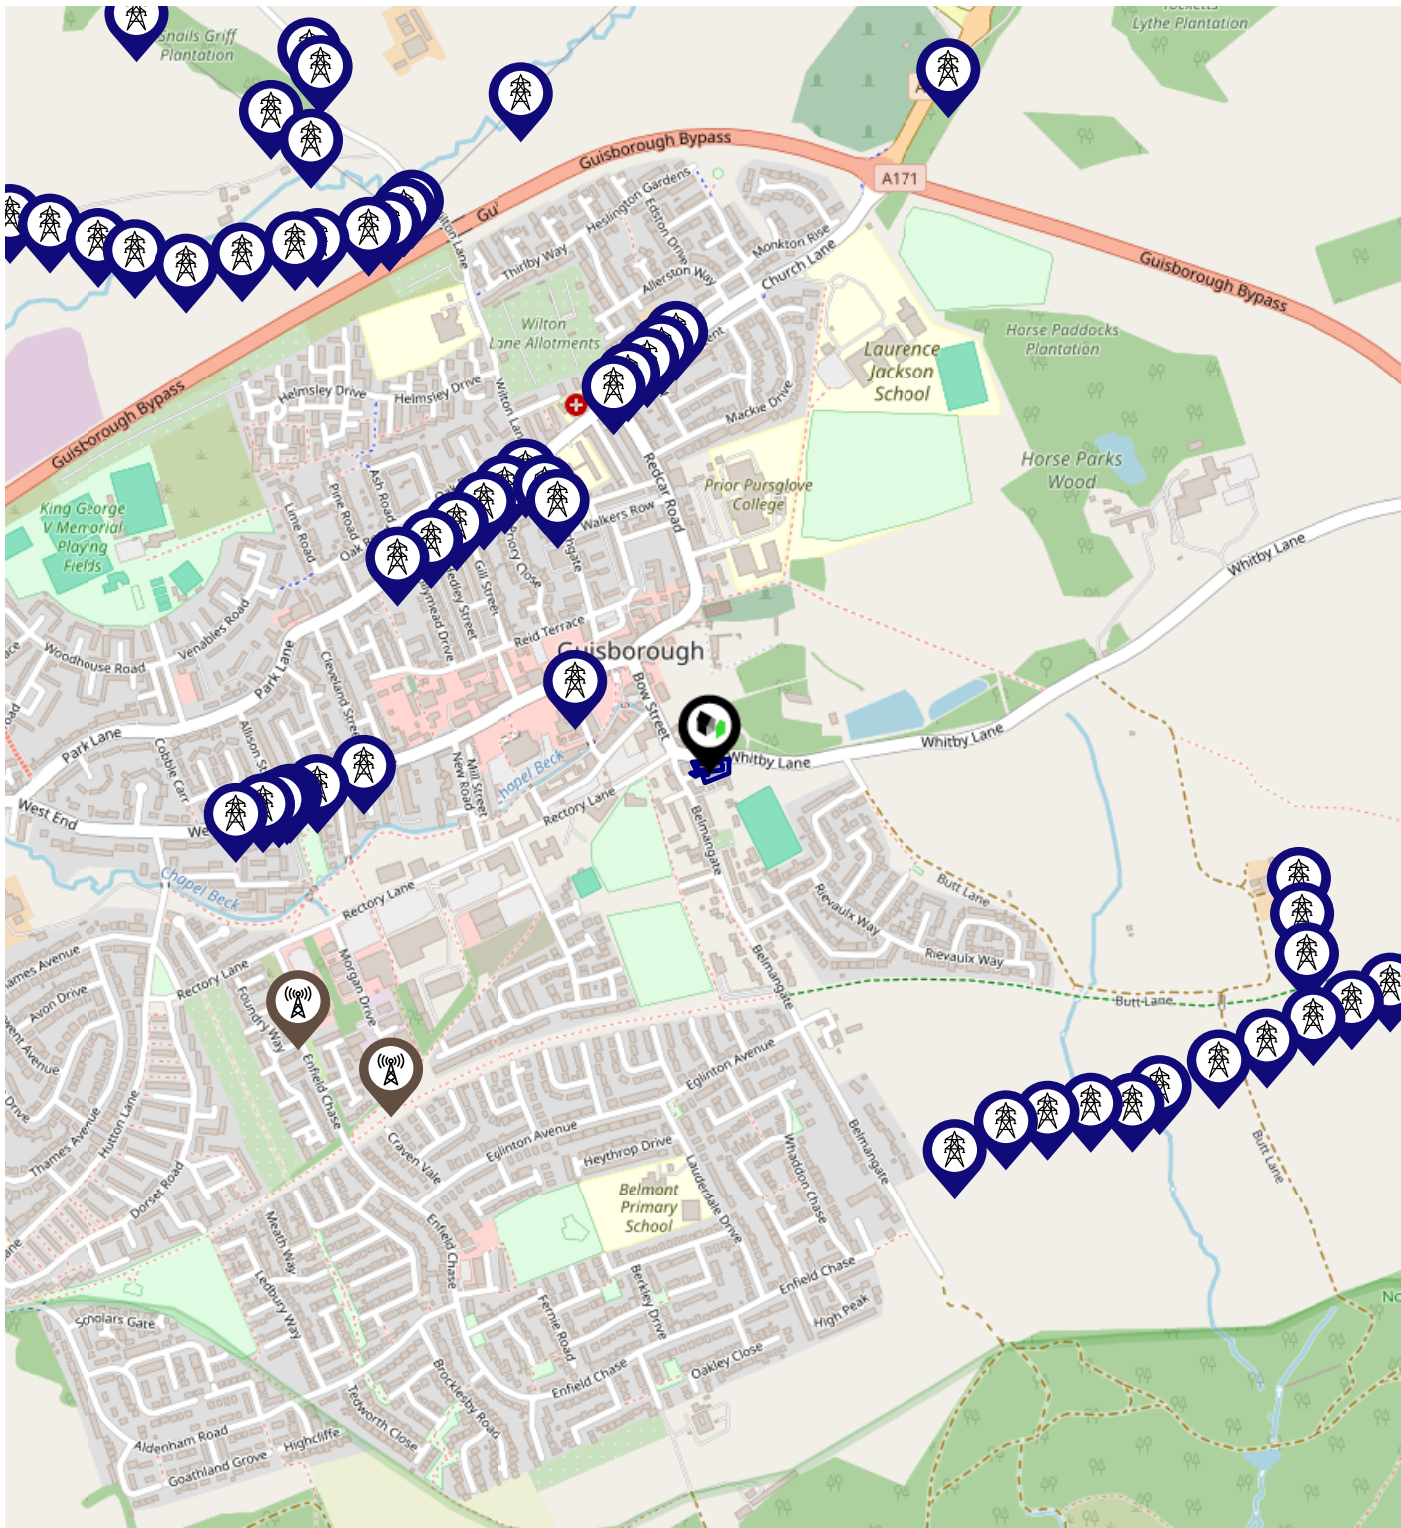 Snails Griff
Plantation
Lythe Plantation
Guisborough Bypass
A171
Gu
Heslington Gardens
Edston Drive
Thirlby Way
Allerston Way
Monkton Rise
Church Lane
Guisborough Bypass
Wilton
Lane Allotments
Laurence
Jackson
School
Horse Paddocks
Plantation
Guisborough Bypass
Helmsley Drive
Helmsley Drive
Mackie Drive
Redcar Road
Horse Parks
Wood
Prior Pursglove
College
King George
V Memorial
Playing
Fields
Lime Road
Pine Road
Ash Road
Walkers Row
Whitby Lane
Gill Street
Reid Terrace
Guisborough
Woodhouse Road
Venables Road
Park Lane
Cleveland Street
Bow Street
Park Lane
Cobble Carr
Whitby Lane
Whitby Lane
West End
Mill Street
New Road
Chapel Beck
Rectory Lane
Belmangate
Chapel Beck
Rectory Lane
Rievaulx Way
Butt Lane
Rievaulx Way
Butt-Lane
Belmangate
Rectory Lane
Morgan Drive
Foundry Way
Avon Drive
Thames Avenue
Hutton Lane
Dorset Road
Enfield Chase
Craven Vale
Eglinton Avenue
Eglinton Avenue
Heythrop Drive
Belmont
Primary
School
Lauderdale Drive
Whaddon Chase
Belmangate
Butt Lane
Meath Way
Ledbury Way
Enfield Chase
Berkley Drive
Enfield Chase
High Peak
Scholars Gate
Fernie Road
Enfield Chase
Oakley Close
Brocklesby Road
Tedworth Close
Aldenham Road
Highcliffe
Goathland Grove